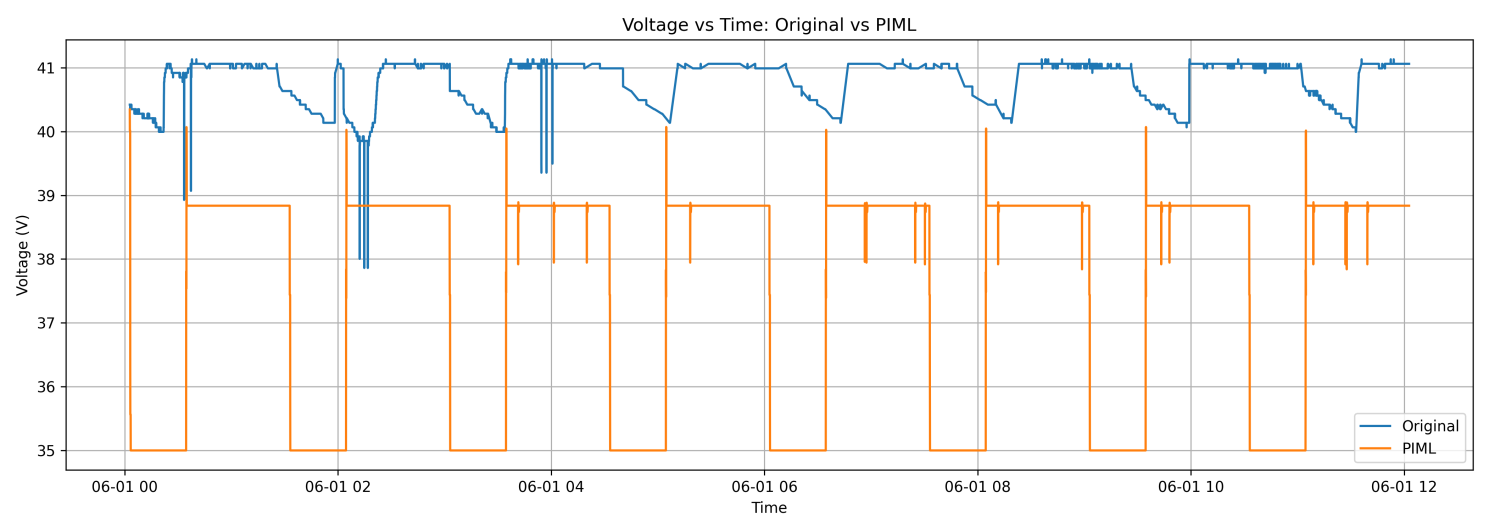 Voltage vs Time: Original vs PIML
Voltage (V)
41
40
39
38
37
36
35
06-01 00
06-01 02
06-01 04
06-01 06
06-01 08
06-01 10
06-01 12
Time
Original
PIML